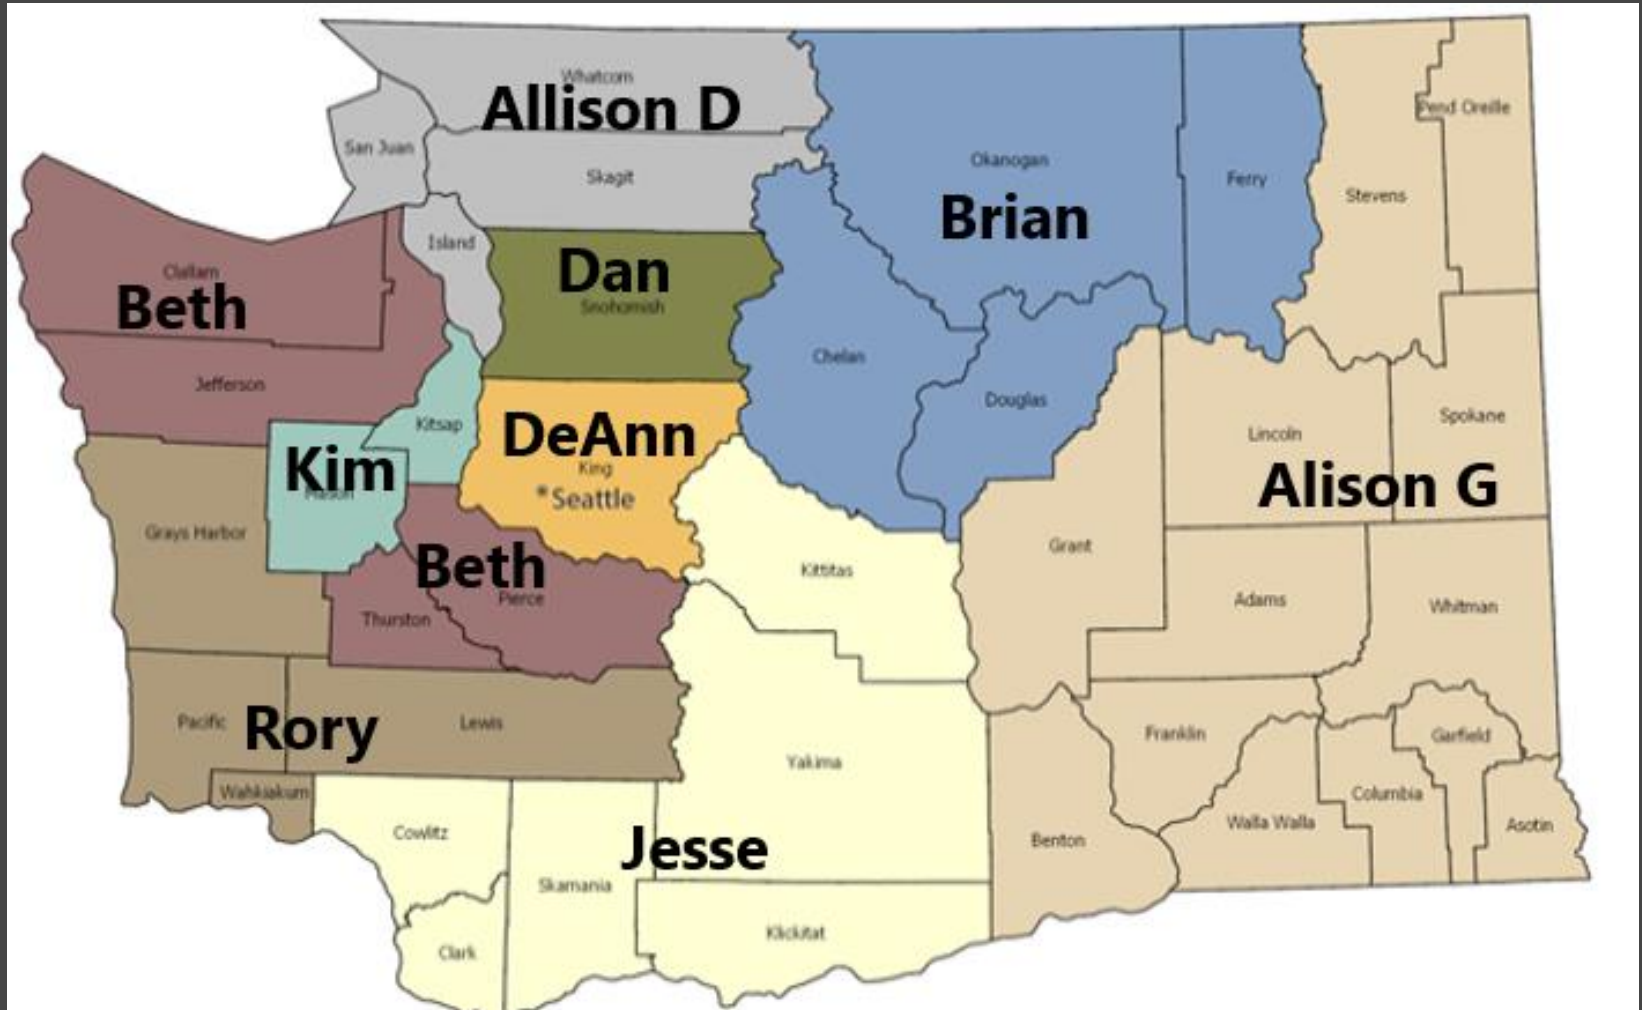 Whatcom
Allison D
San Juan
Skagit
Island
Okanogan
Brian
Ferry
Stevens
Pend Oreille
Clallam
Beth
Jefferson
Dan
Snohomish
Chelan
Douglas
Lincoln
Spokane
Alison G
Kitsap
Kim
Mason
DeAnn
King
*Seattle
Grays Harbor
Beth
Pierce
Thurston
Kittitas
Grant
Adams
Whitman
Pacific
Rory
Lewis
Wahkiakum
Yakima
Franklin
Garfield
Columbia
Walla Walla
Asotin
Benton
Cowlitz
Jesse
Skamania
Klickitat
Clark